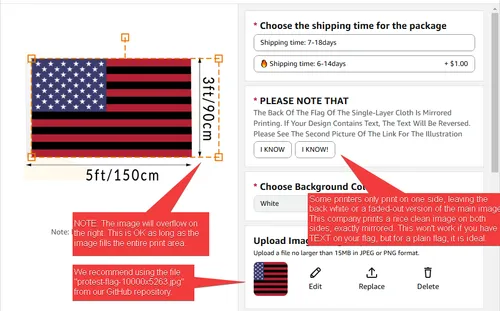 3ft/90cm
5ft/150cm
Note:
NOTE: The image will overflow on
the right. This is OK as long as the
image fills the entire print area.
We recommend using the file
"protest-flag-10000x5263.jpg"
from our GitHub repository.
* Choose the shipping time for the package
Shipping time: 7-18days
🔥 Shipping time: 6-14days + $1.00
* PLEASE NOTE THAT
The Back Of The Flag Of The Single-Layer Cloth Is Mirrored
Printing. If Your Design Contains Text, The Text Will Be Reversed.
Please See The Second Picture Of The Link For The Illustration
I KNOW I KNOW!
* Choose Background Co
White
Some printers only print on one side, leaving the
back white or a faded-out version of the main image.
This company prints a nice clean image on both
sides, exactly mirrored. This won't work if you have
TEXT on your flag, but for a plain flag, it is ideal.
Upload Imag
Upload a file no larger than 15MB in JPEG or PNG format.
Edit Replace Delete